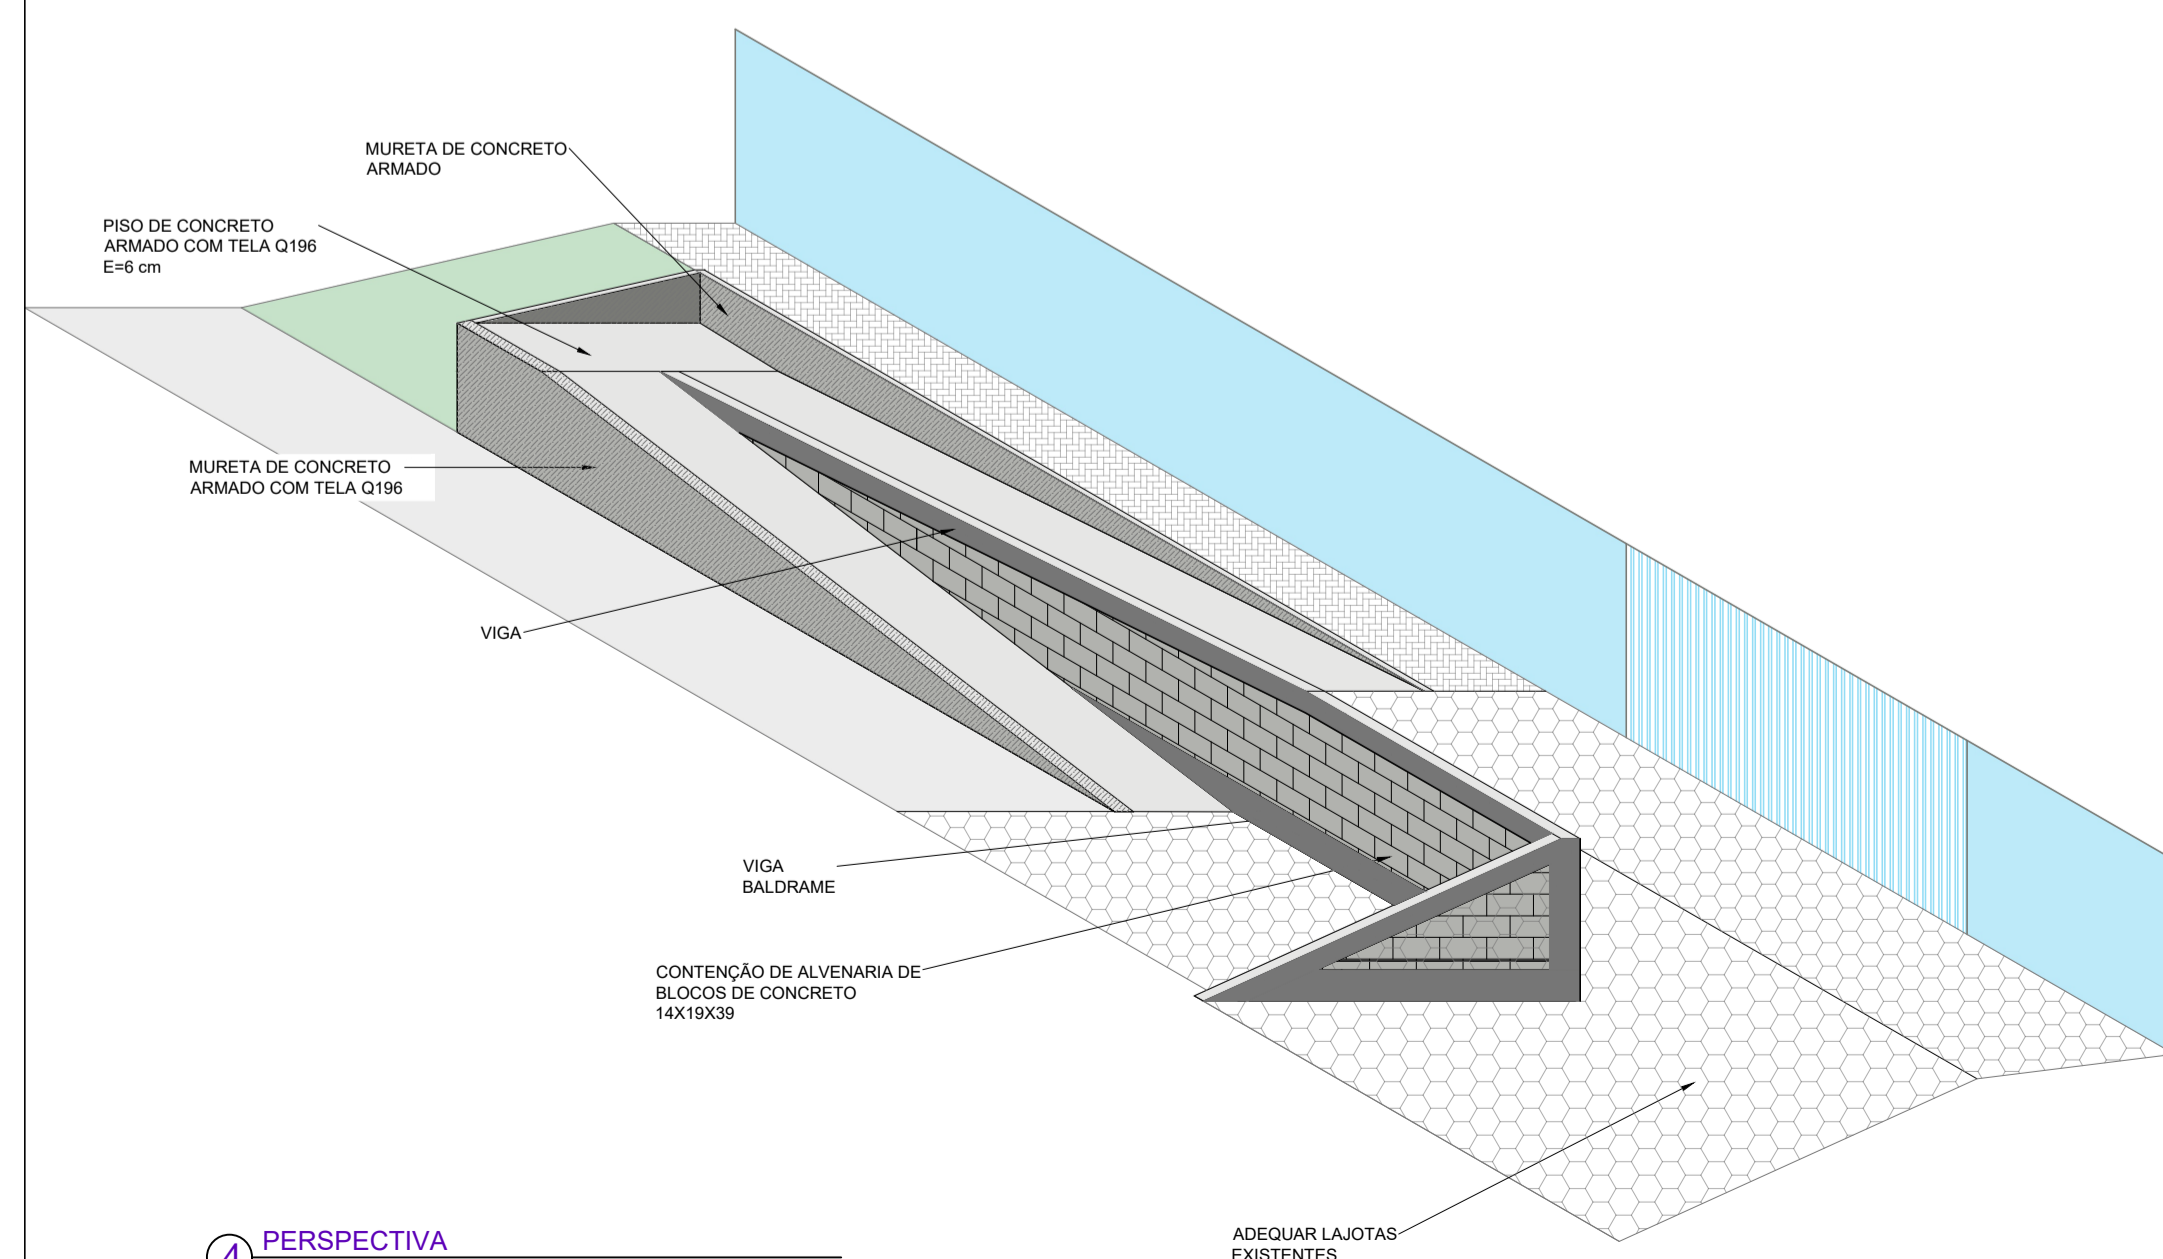 MURETA DE CONCRETO
ARMADO
PISO DE CONCRETO
ARMADO COM TELA Q196
E=6 cm
MURETA DE CONCRETO
ARMADO COM TELA Q196
VIGA
VIGA
BALDRAME
CONTENÇÃO DE ALVENARIA DE
BLOCOS DE CONCRETO
14X19X39
ADEQUAR LAJOTAS
EXISTENTES
4 PERSPECTIVA